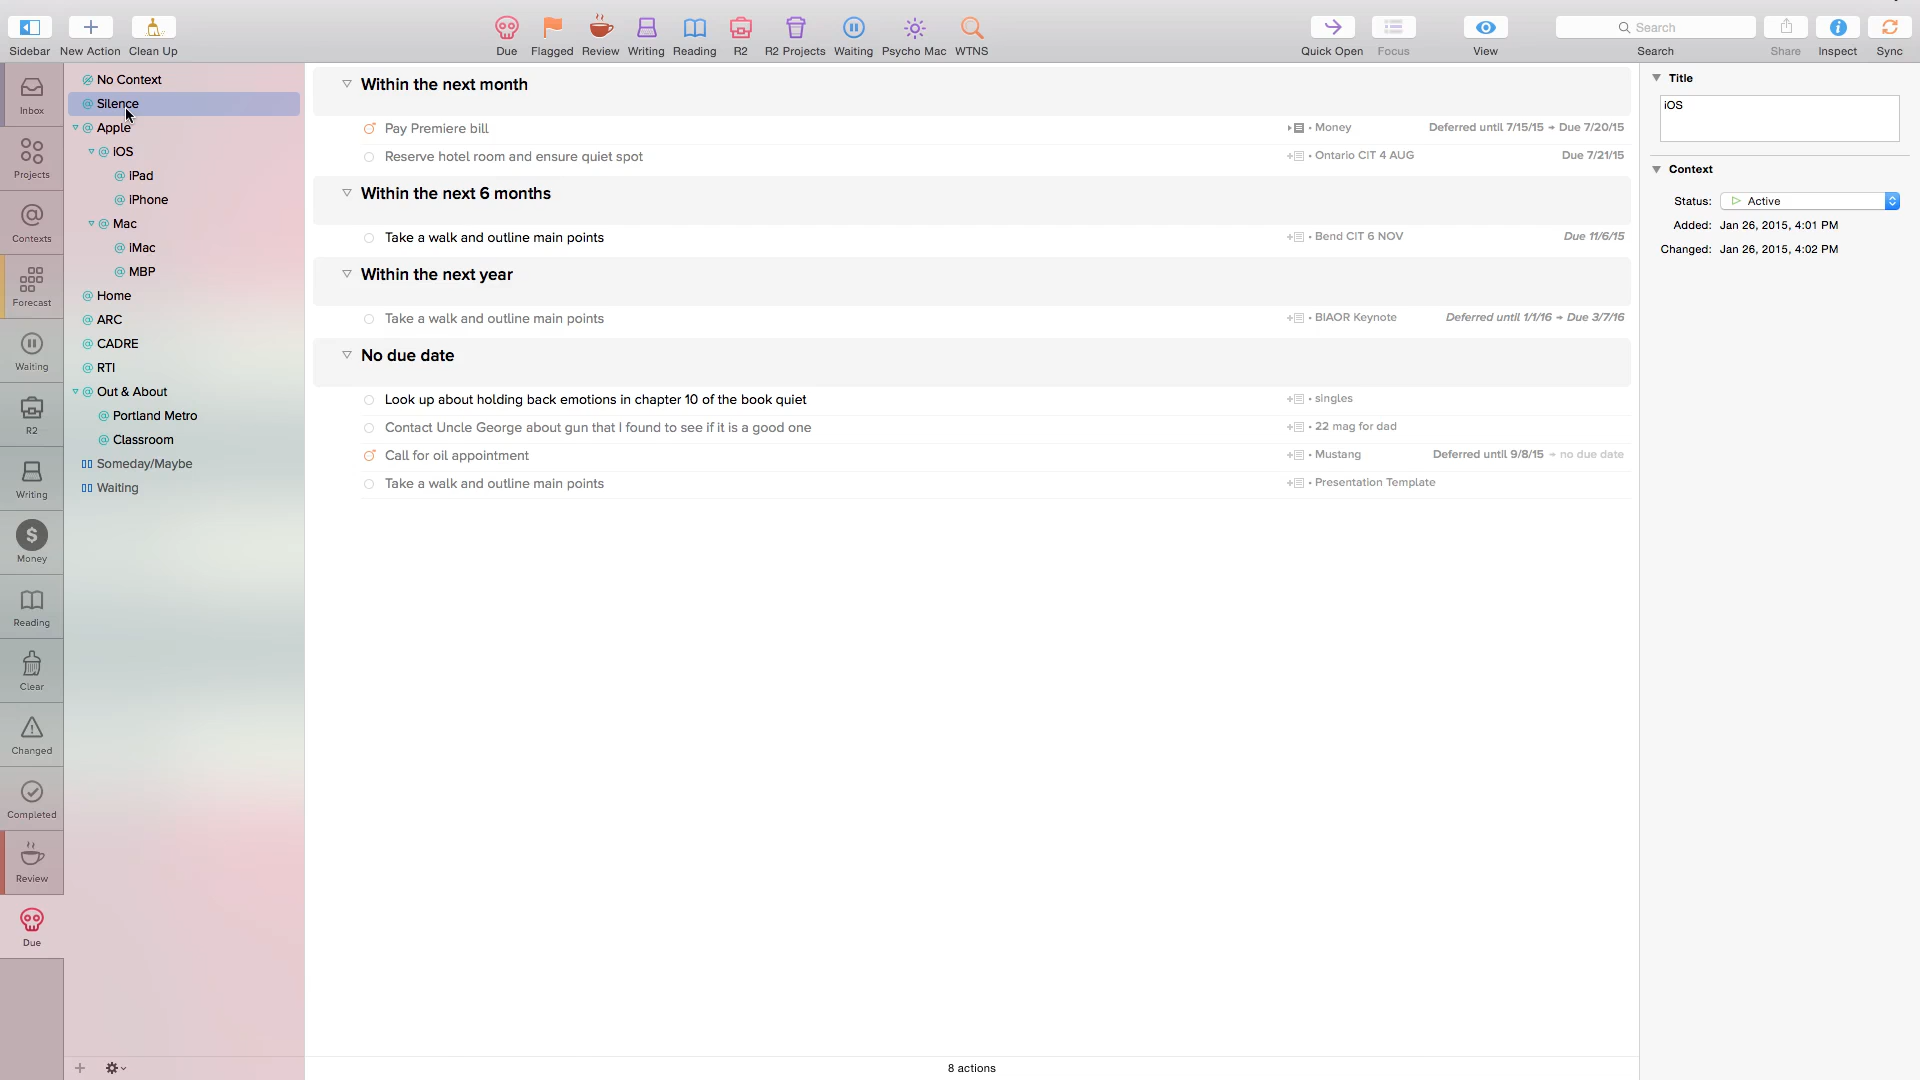 Sidebar
New Action
Clean Up
Due
Flagged
Review
Writing
Reading
R2
R2 Projects
Waiting
Psycho Mac
WTNS
Quick Open
Focus
View
Search
Search
Share
Inspect
Sync
Inbox
Projects
Contexts
Forecast
Waiting
R2
Writing
Money
Reading
Clear
Changed
Completed
Review
Due
No Context
Silence
Apple
iOS
iPad
iPhone
Mac
iMac
MBP
Home
ARC
CADRE
RTI
Out & About
Portland Metro
Classroom
Someday/Maybe
Waiting
Within the next month
Pay Premiere bill • Money Deferred until 7/15/15 → Due 7/20/15
Reserve hotel room and ensure quiet spot • Ontario CIT 4 AUG Due 7/21/15
Within the next 6 months
Take a walk and outline main points • Bend CIT 6 NOV Due 11/6/15
Within the next year
Take a walk and outline main points • BIAOR Keynote Deferred until 1/1/16 → Due 3/7/16
No due date
Look up about holding back emotions in chapter 10 of the book quiet • singles
Contact Uncle George about gun that I found to see if it is a good one • 22 mag for dad
Call for oil appointment • Mustang Deferred until 9/8/15 → no due date
Take a walk and outline main points • Presentation Template
8 actions
Title
iOS
Context
Status: Active
Added: Jan 26, 2015, 4:01 PM
Changed: Jan 26, 2015, 4:02 PM